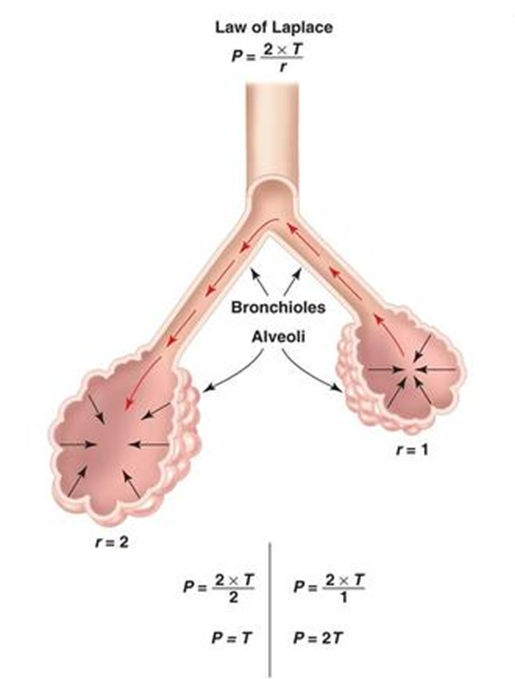 Law of Laplace
P = 2 × T / r
Bronchioles
Alveoli
r = 1
r = 2
P = 2 × T / 2
P = 2 × T / 1
P = T
P = 2T